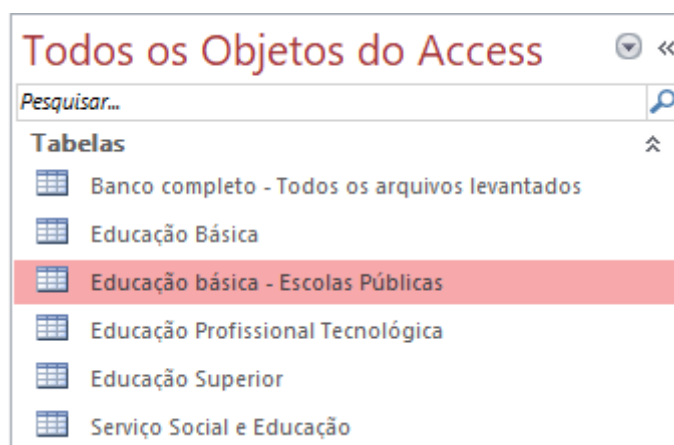 Todos os Objetos do Access
Pesquisar...
Tabelas
Banco completo - Todos os arquivos levantados
Educação Básica
Educação básica - Escolas Públicas
Educação Profissional Tecnológica
Educação Superior
Serviço Social e Educação